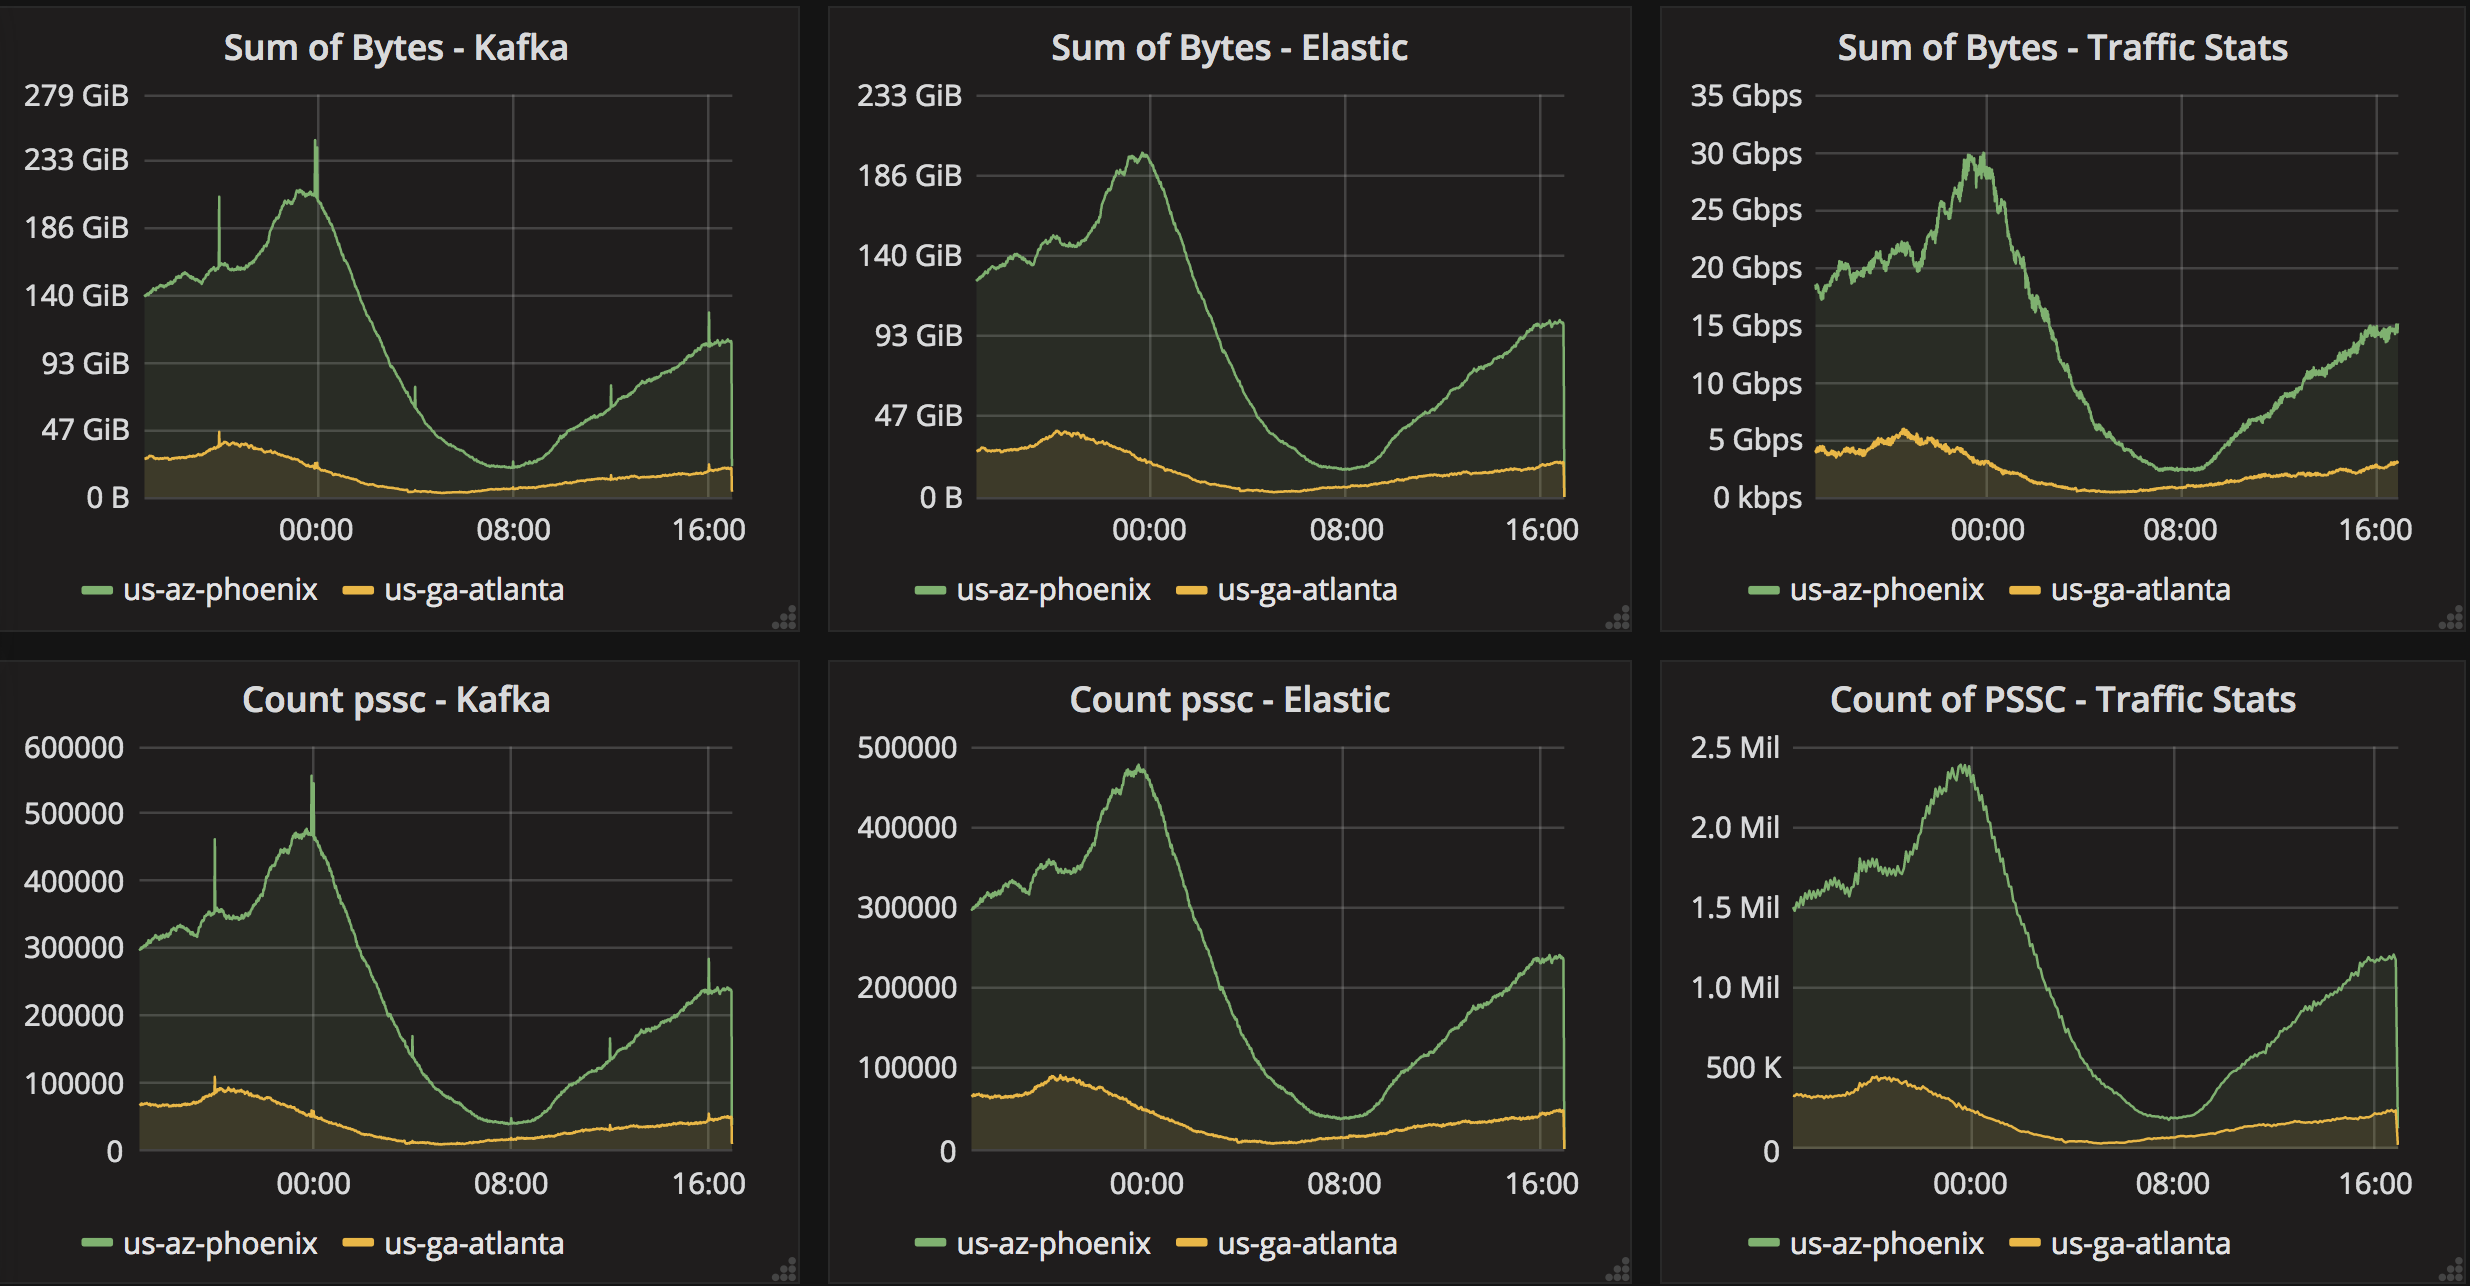 Sum of Bytes - Kafka
279 GiB
233 GiB
186 GiB
140 GiB
93 GiB
47 GiB
0 B
00:00 08:00 16:00
us-az-phoenix us-ga-atlanta
Sum of Bytes - Elastic
233 GiB
186 GiB
140 GiB
93 GiB
47 GiB
0 B
00:00 08:00 16:00
us-az-phoenix us-ga-atlanta
Sum of Bytes - Traffic Stats
35 Gbps
30 Gbps
25 Gbps
20 Gbps
15 Gbps
10 Gbps
5 Gbps
0 kbps
00:00 08:00 16:00
us-az-phoenix us-ga-atlanta
Count pssc - Kafka
600000
500000
400000
300000
200000
100000
0
00:00 08:00 16:00
us-az-phoenix us-ga-atlanta
Count pssc - Elastic
500000
400000
300000
200000
100000
0
00:00 08:00 16:00
us-az-phoenix us-ga-atlanta
Count of PSSC - Traffic Stats
2.5 Mil
2.0 Mil
1.5 Mil
1.0 Mil
500 K
0
00:00 08:00 16:00
us-az-phoenix us-ga-atlanta